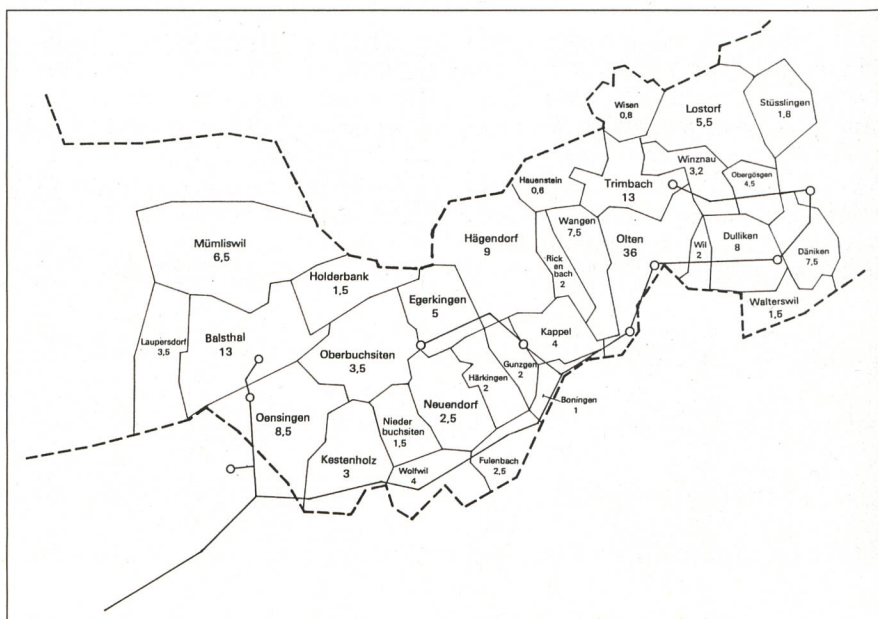 Wisen
0,8
Lostorf
5,5
Stüsslingen
1,8
Winznau
3,2
Obergösgen
4,5
Hauenstein
0,6
Trimbach
13
Mümliswil
6,5
Hägendorf
9
Wangen
7,5
Olten
36
Wil
2
Dulliken
8
Däniken
7,5
Rick
en
bach
2
Holderbank
1,5
Egerkingen
5
Walterswil
1,5
Laupersdorf
3,5
Balsthal
13
Oberbuchsiten
3,5
Kappel
4
Gunzgen
2
Härkingen
2
Neuendorf
2,5
Boningen
1
Oensingen
8,5
Nieder
buchsiten
1,5
Kestenholz
3
Wolfwil
4
Fulenbach
2,5